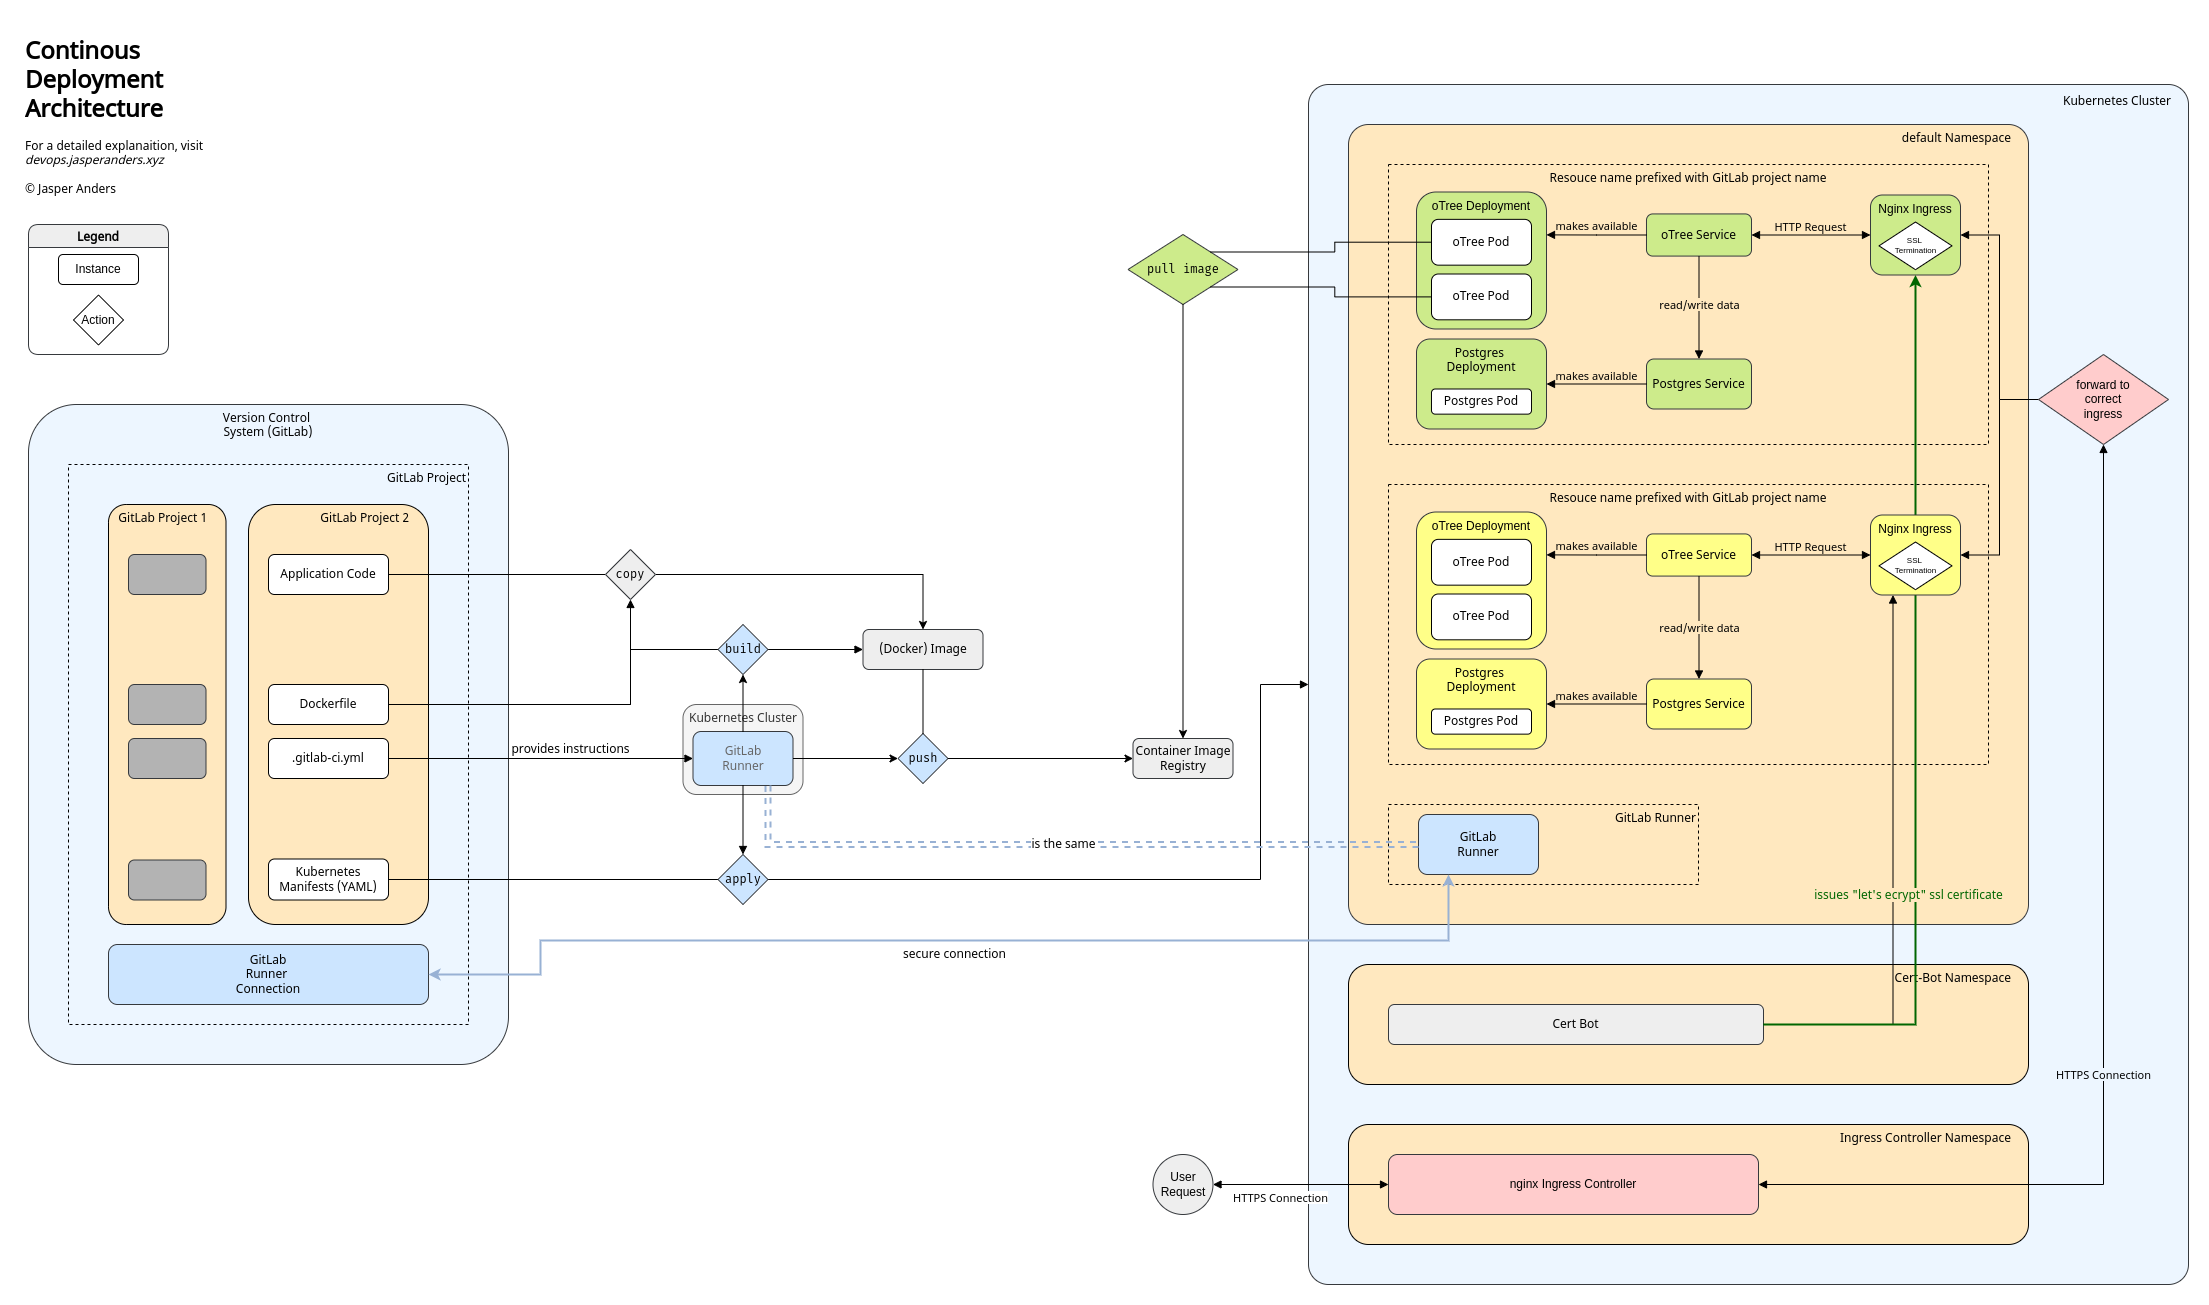 Continous
Deployment
Architecture
For a detailed explanaition, visit
devops.jasperanders.xyz
© Jasper Anders
Legend
Instance
Action
Version Control
System (GitLab)
GitLab Project
GitLab Project 1
GitLab Project 2
Application Code
Dockerfile
.gitlab-ci.yml
Kubernetes
Manifests (YAML)
GitLab
Runner
Connection
copy
build
(Docker) Image
provides instructions
Kubernetes Cluster
GitLab
Runner
push
Container Image
Registry
apply
is the same
secure connection
pull image
User
Request
HTTPS Connection
Kubernetes Cluster
default Namespace
Resouce name prefixed with GitLab project name
oTree Deployment
oTree Pod
oTree Pod
makes available
oTree Service
HTTP Request
Nginx Ingress
SSL
Termination
read/write data
Postgres
Deployment
Postgres Pod
makes available
Postgres Service
forward to
correct
ingress
Resouce name prefixed with GitLab project name
oTree Deployment
oTree Pod
oTree Pod
makes available
oTree Service
HTTP Request
Nginx Ingress
SSL
Termination
read/write data
Postgres
Deployment
Postgres Pod
makes available
Postgres Service
GitLab Runner
GitLab
Runner
issues "let's ecrypt" ssl certificate
Cert-Bot Namespace
Cert Bot
HTTPS Connection
Ingress Controller Namespace
nginx Ingress Controller